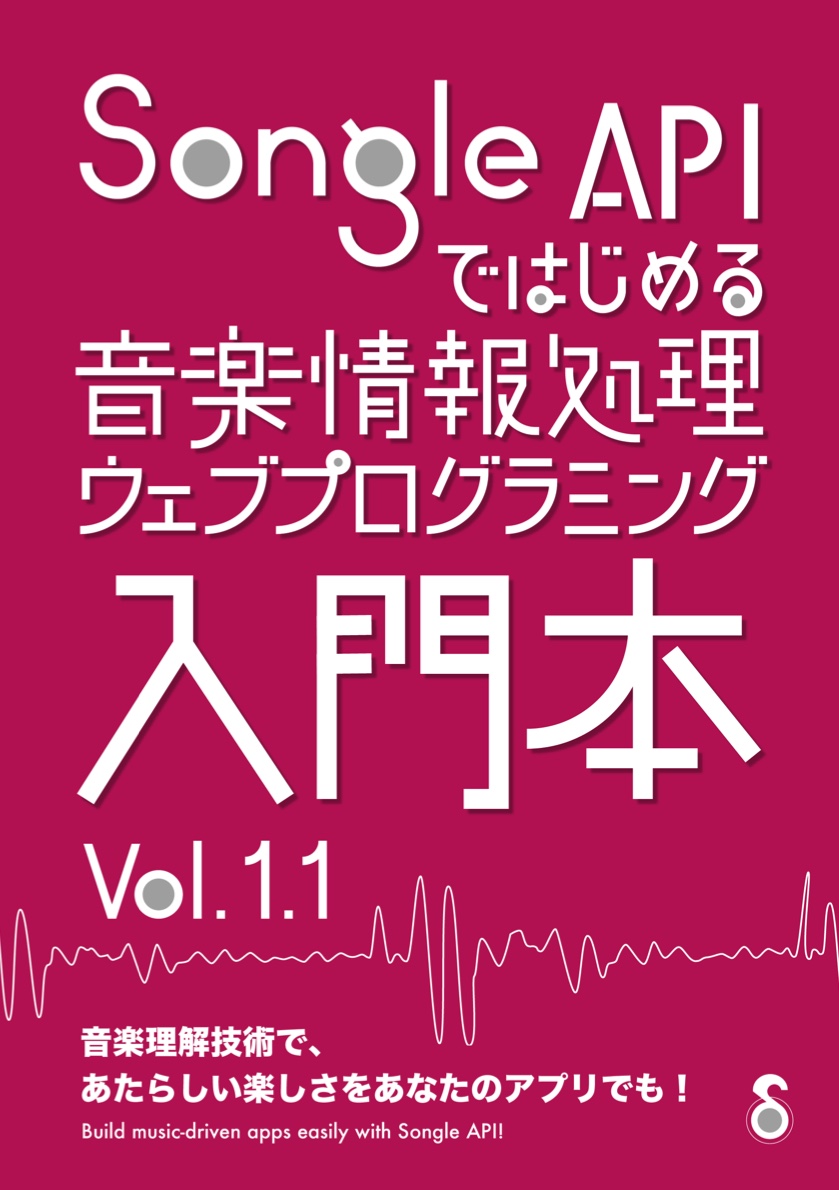 Songle API
ではじめる
音楽情報処理
ウェブプログラミング
入門本
Vol.1.1
音楽理解技術で、
あたらしい楽しさをあなたのアプリでも！
Build music-driven apps easily with Songle API!